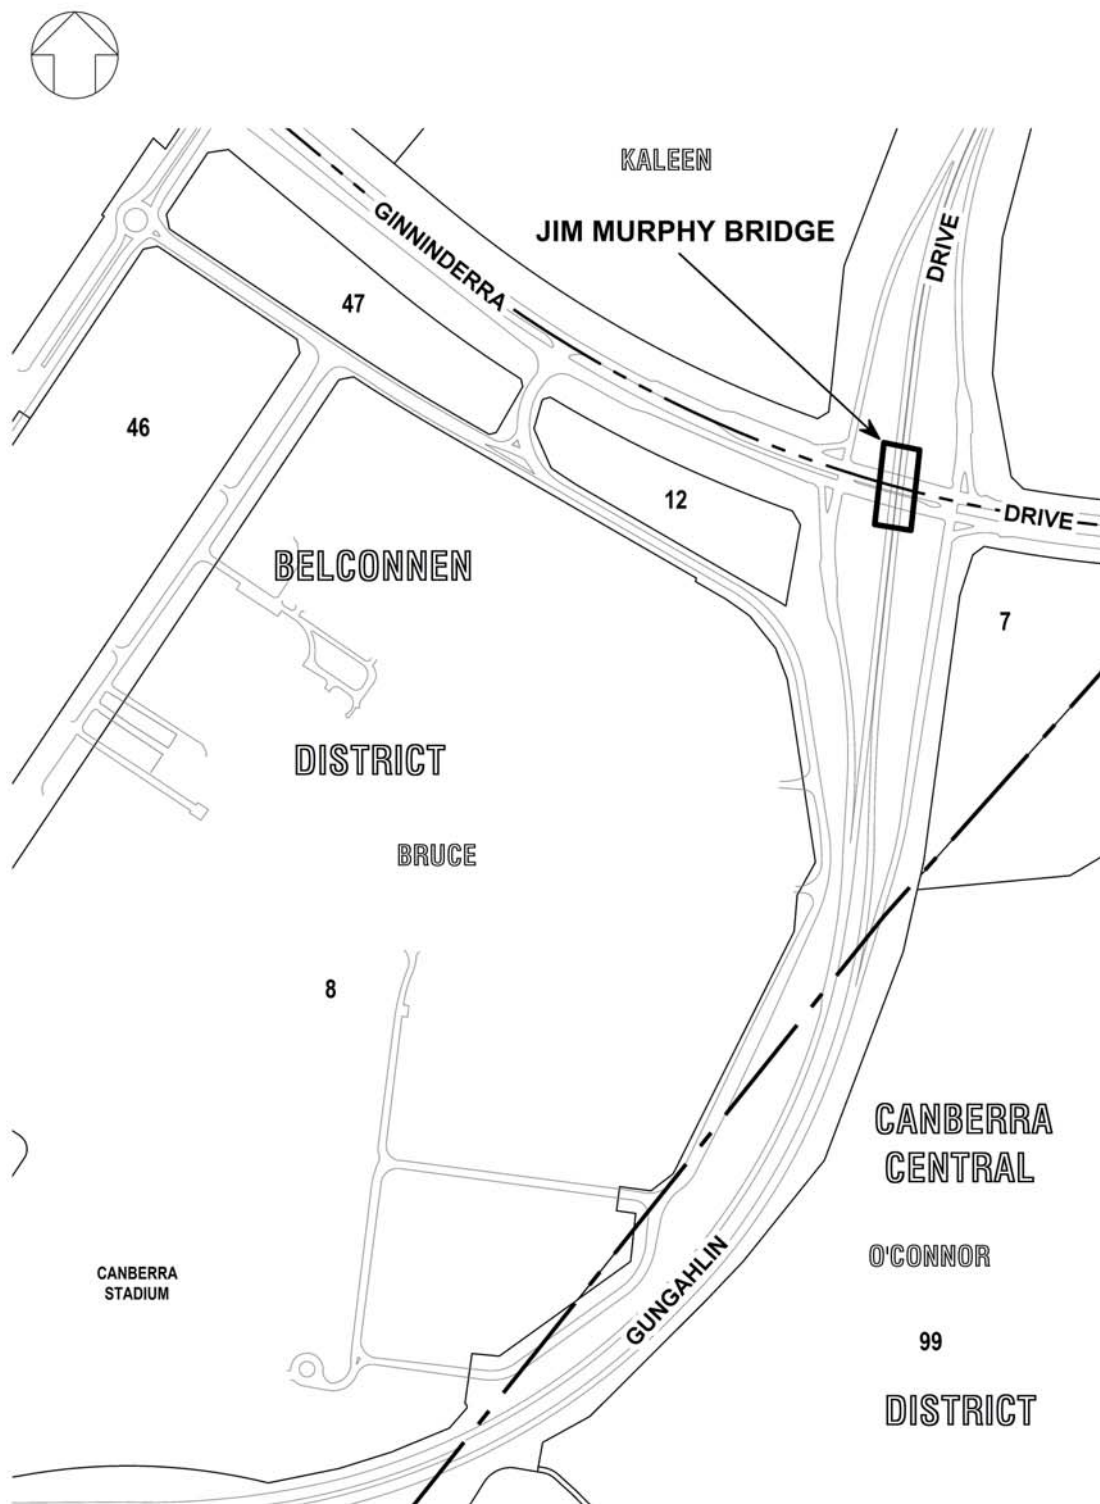 KALEEN
JIM MURPHY BRIDGE
GINNINDERRA
DRIVE
47
46
12
DRIVE
BELCONNEN
7
DISTRICT
BRUCE
8
CANBERRA
CENTRAL
O'CONNOR
CANBERRA
STADIUM
GUNGAHLIN
99
DISTRICT